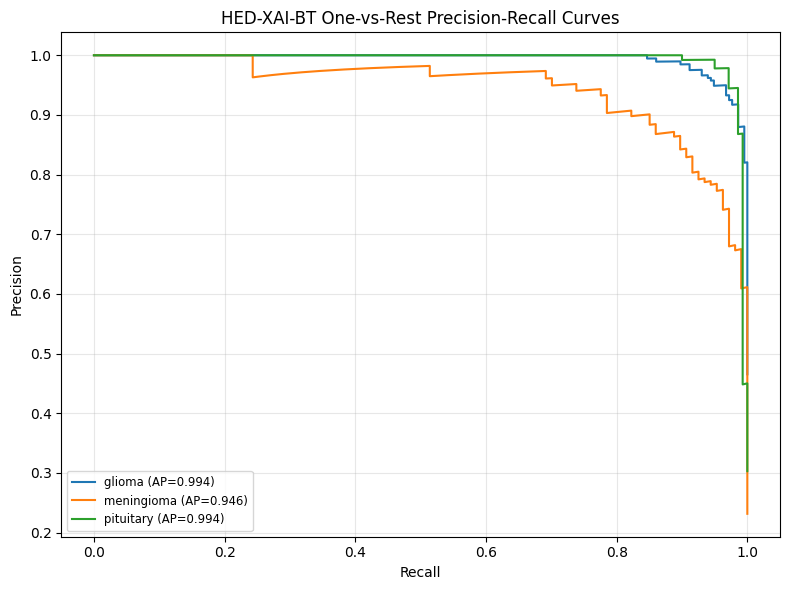 HED-XAI-BT One-vs-Rest Precision-Recall Curves
Precision
1.0
0.9
0.8
0.7
0.6
0.5
0.4
0.3
0.2
glioma (AP=0.994)
meningioma (AP=0.946)
pituitary (AP=0.994)
0.0 0.2 0.4 0.6 0.8 1.0
Recall